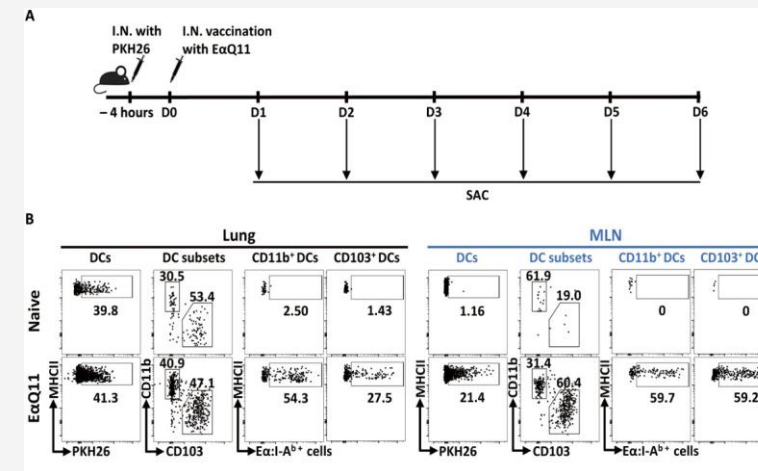 A
I.N. with
PKH26
I.N. vaccination
with EαQ11
– 4 hours D0 D1 D2 D3 D4 D5 D6
SAC
B
Lung MLN
DCs DC subsets CD11b+ DCs CD103+ DCs DCs DC subsets CD11b+ DCs CD103+ DC
Naive
39.8 30.5 53.4 2.50 1.43 1.16 61.9 19.0 0 0
EαQ11
41.3 40.9 47.1 54.3 27.5 21.4 31.4 60.4 59.7 59.2
MHCII CD11b MHCII MHCII CD11b MHCII
PKH26 CD103 Eα:I-Ab+ cells PKH26 CD103 Eα:I-Ab+ cells